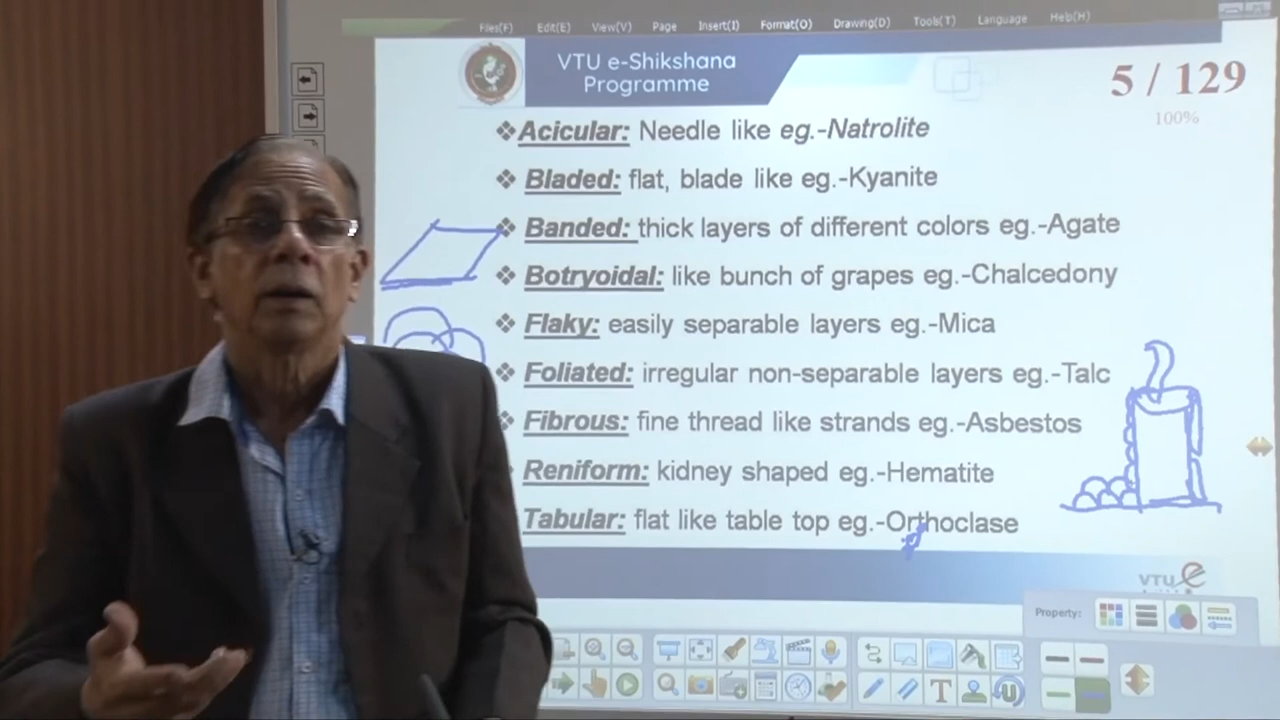 Files(F) Edit(E) View(V) Page Insert(I) Format(O) Drawing(D) Tools(T) Language Help(H)
VTU e-Shikshana
Programme
5 / 129
100%
Acicular: Needle like eg.-Natrolite
Bladed: flat, blade like eg.-Kyanite
Banded: thick layers of different colors eg.-Agate
Botryoidal: like bunch of grapes eg.-Chalcedony
Flaky: easily separable layers eg.-Mica
Foliated: irregular non-separable layers eg.-Talc
Fibrous: fine thread like strands eg.-Asbestos
Reniform: kidney shaped eg.-Hematite
Tabular: flat like table top eg.-Orthoclase
VTU e
Property: